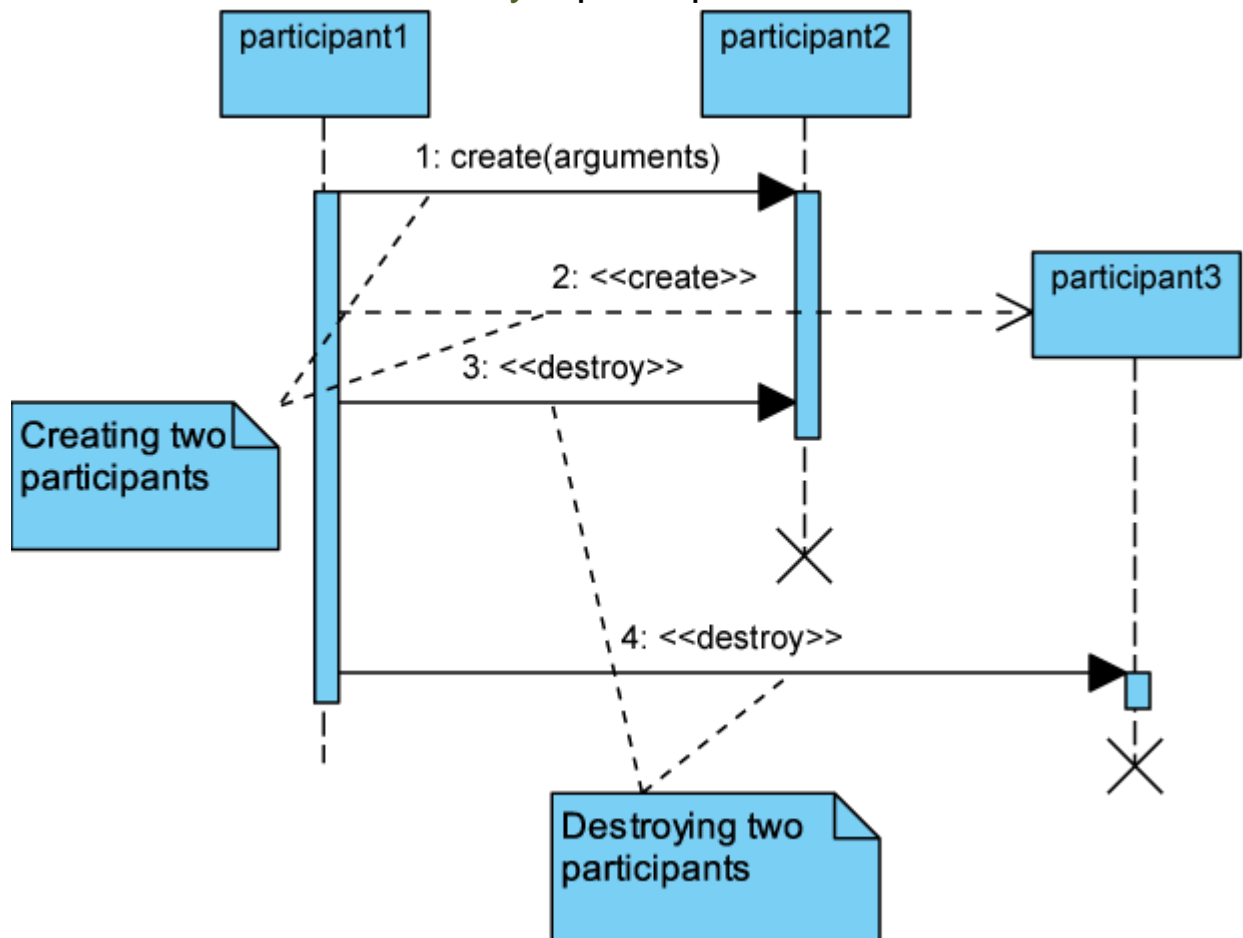 participant1
participant2
1: create(arguments)
2: <<create>>
participant3
3: <<destroy>>
Creating two
participants
4: <<destroy>>
Destroying two
participants